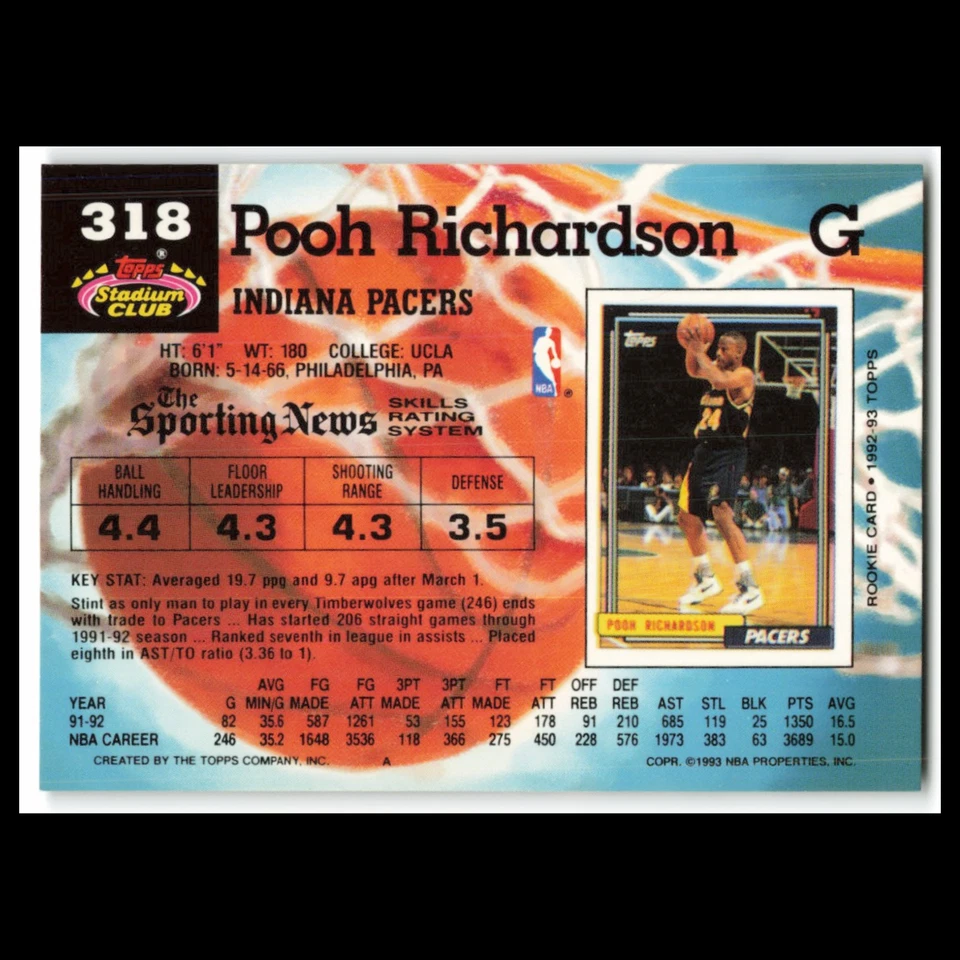 318
Topps®
Stadium
CLUB
Pooh Richardson G
INDIANA PACERS
HT: 6'1" WT: 180 COLLEGE: UCLA
BORN: 5-14-66, PHILADELPHIA, PA
NBA ®
The Sporting News SKILLS RATING SYSTEM
BALL HANDLING FLOOR LEADERSHIP SHOOTING RANGE DEFENSE
4.4 4.3 4.3 3.5
KEY STAT: Averaged 19.7 ppg and 9.7 apg after March 1.
Stint as only man to play in every Timberwolves game (246) ends
with trade to Pacers ... Has started 206 straight games through
1991-92 season ... Ranked seventh in league in assists ... Placed
eighth in AST/TO ratio (3.36 to 1).
Topps
24
POOH RICHARDSON
PACERS
ROOKIE CARD • 1992-93 TOPPS
AVG FG FG 3PT 3PT FT FT OFF DEF
YEAR G MIN/G MADE ATT MADE ATT MADE ATT REB REB AST STL BLK PTS AVG
91-92 82 35.6 587 1261 53 155 123 178 91 210 685 119 25 1350 16.5
NBA CAREER 246 35.2 1648 3536 118 366 275 450 228 576 1973 383 63 3689 15.0
CREATED BY THE TOPPS COMPANY, INC. A COPR. ©1993 NBA PROPERTIES, INC.